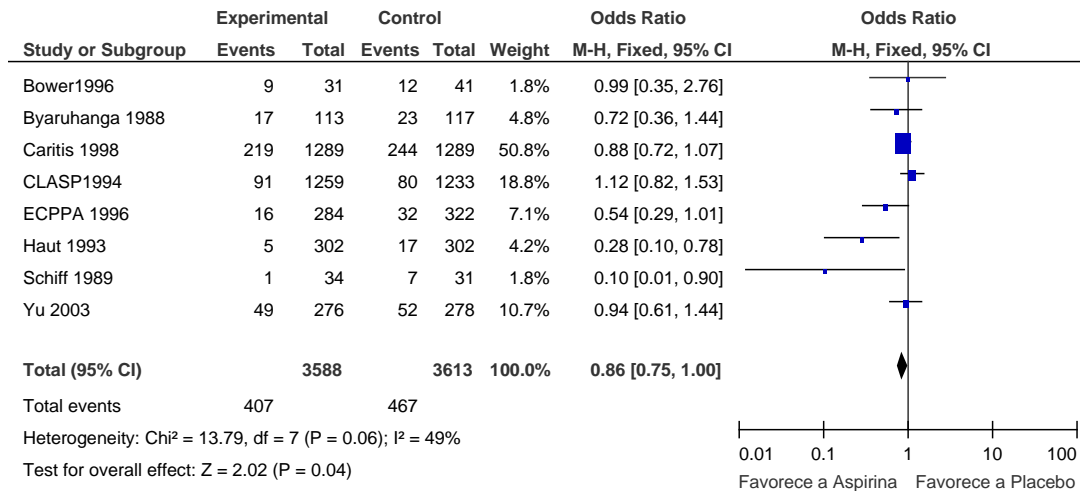 Experimental Control Odds Ratio Odds Ratio
Study or Subgroup Events Total Events Total Weight M-H, Fixed, 95% CI M-H, Fixed, 95% CI
Bower1996 9 31 12 41 1.8% 0.99 [0.35, 2.76]
Byaruhanga 1988 17 113 23 117 4.8% 0.72 [0.36, 1.44]
Caritis 1998 219 1289 244 1289 50.8% 0.88 [0.72, 1.07]
CLASP1994 91 1259 80 1233 18.8% 1.12 [0.82, 1.53]
ECPPA 1996 16 284 32 322 7.1% 0.54 [0.29, 1.01]
Haut 1993 5 302 17 302 4.2% 0.28 [0.10, 0.78]
Schiff 1989 1 34 7 31 1.8% 0.10 [0.01, 0.90]
Yu 2003 49 276 52 278 10.7% 0.94 [0.61, 1.44]
Total (95% CI) 3588 3613 100.0% 0.86 [0.75, 1.00]
Total events 407 467
Heterogeneity: Chi² = 13.79, df = 7 (P = 0.06); I² = 49%
Test for overall effect: Z = 2.02 (P = 0.04)
0.01 0.1 1 10 100
Favorece a Aspirina Favorece a Placebo